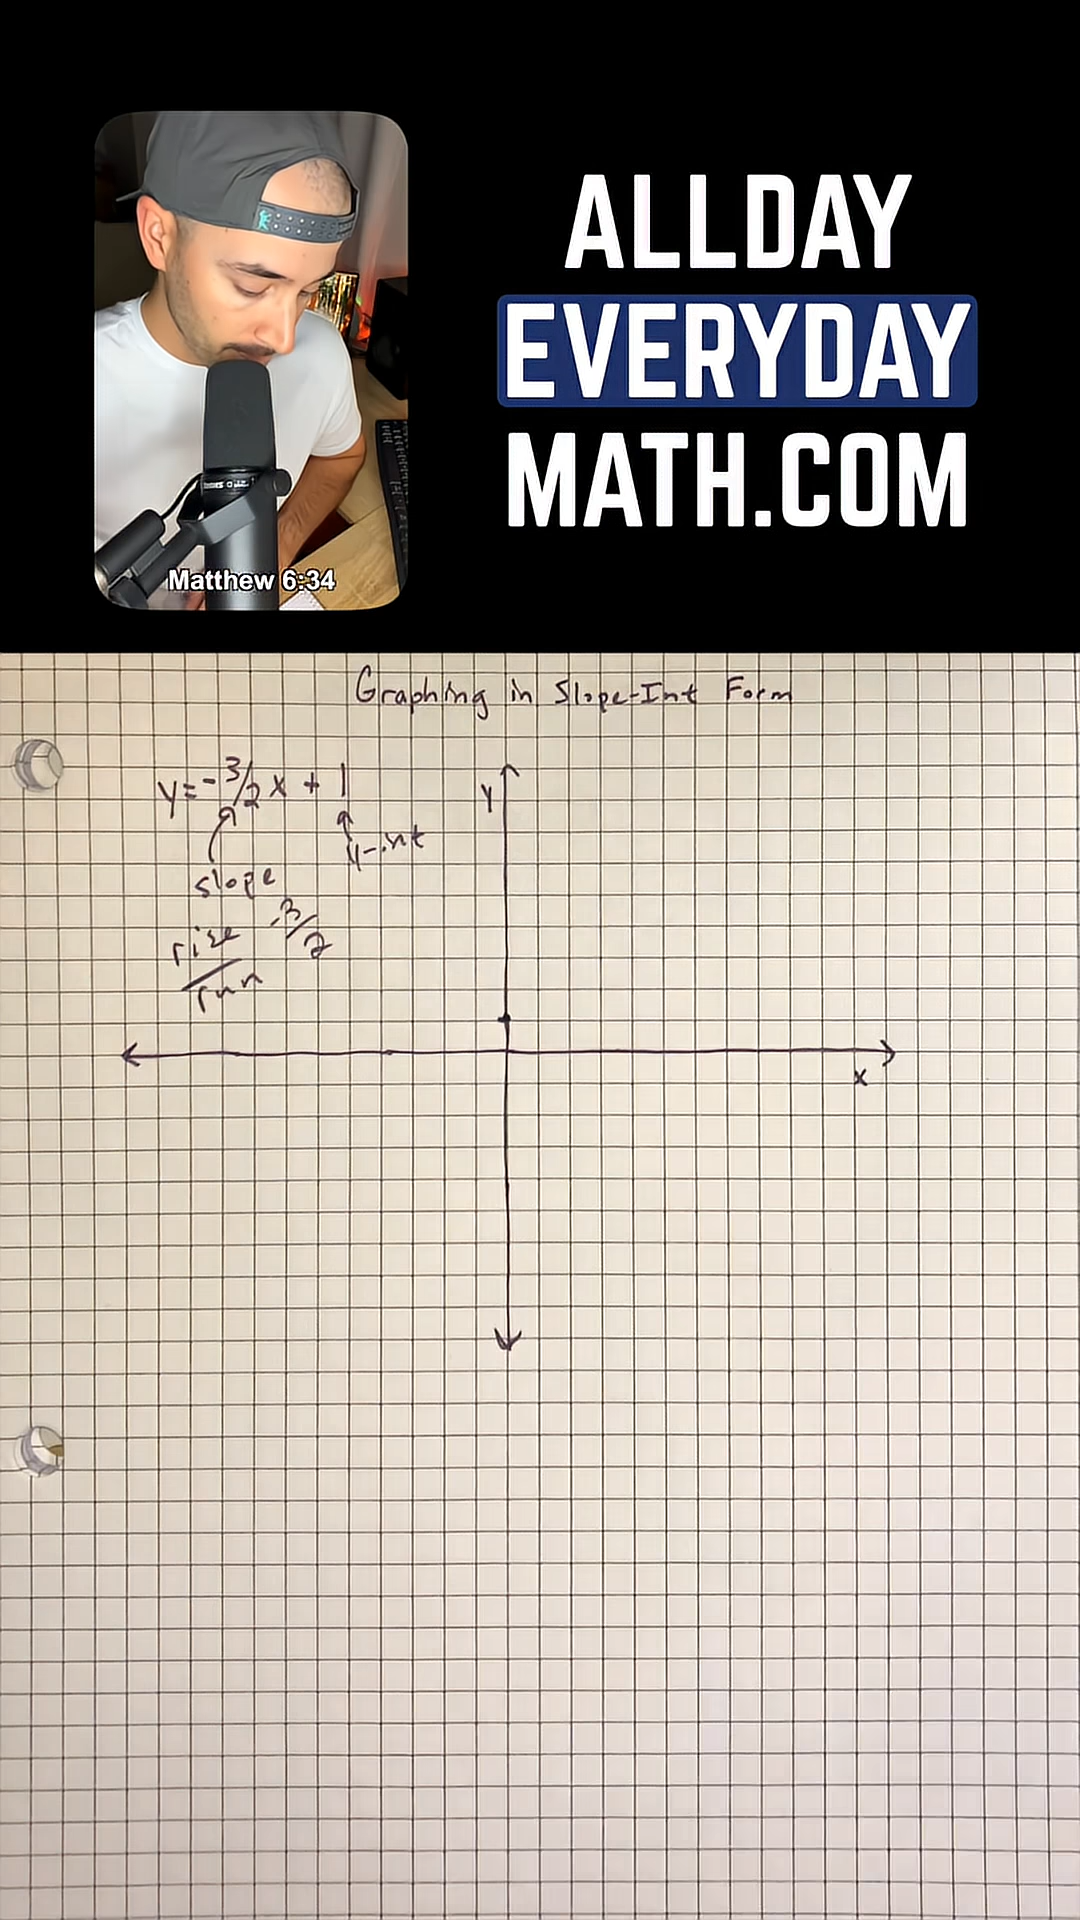 ALLDAY
EVERYDAY
MATH.COM
Matthew 6:34
Graphing in Slope-Int Form
y=-3/2x + 1
y-int
slope
rise/run -3/2
y
x